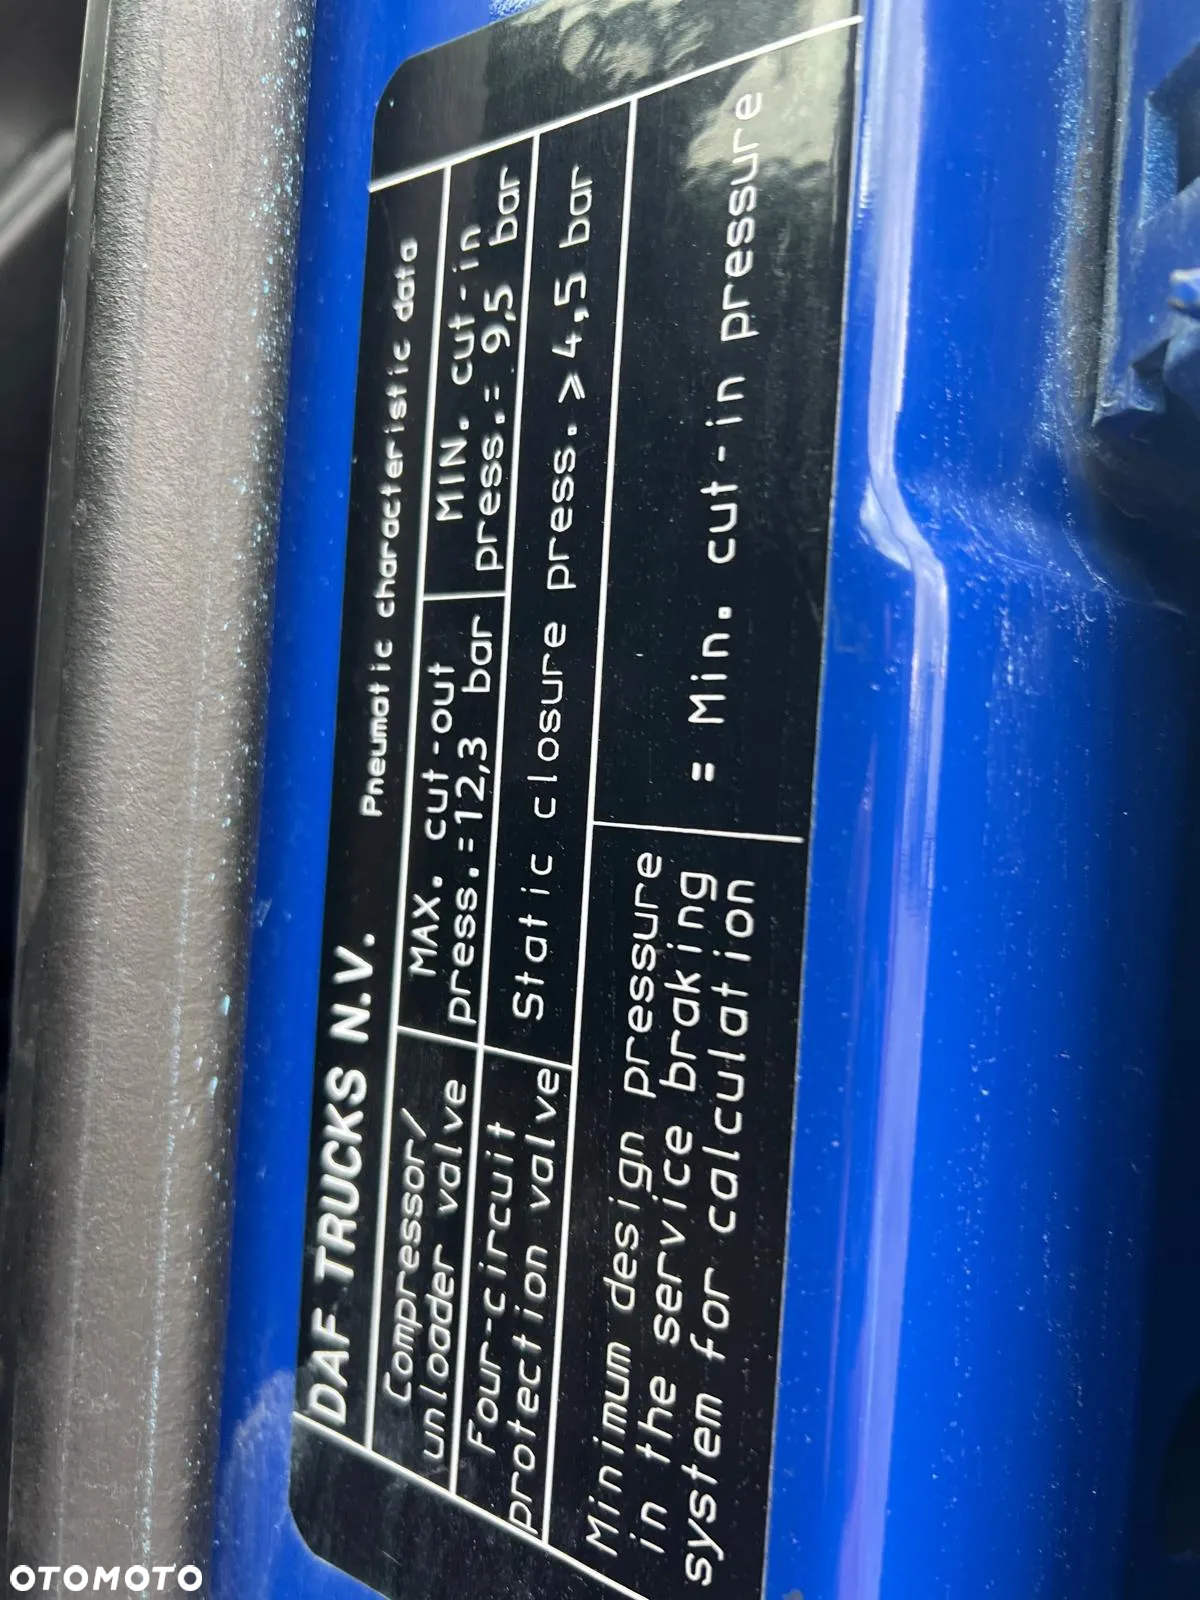 DAF TRUCKS N.V.
Pneumatic characteristic data
Compressor/
unloader valve
MAX. cut-out
press.=12,3 bar
MIN. cut-in
press.= 9,5 bar
Four-circuit
protection valve
Static closure press. ⩾ 4,5 bar
Minimum design pressure
in the service braking
system for calculation
= Min. cut-in pressure
OTOMOTO